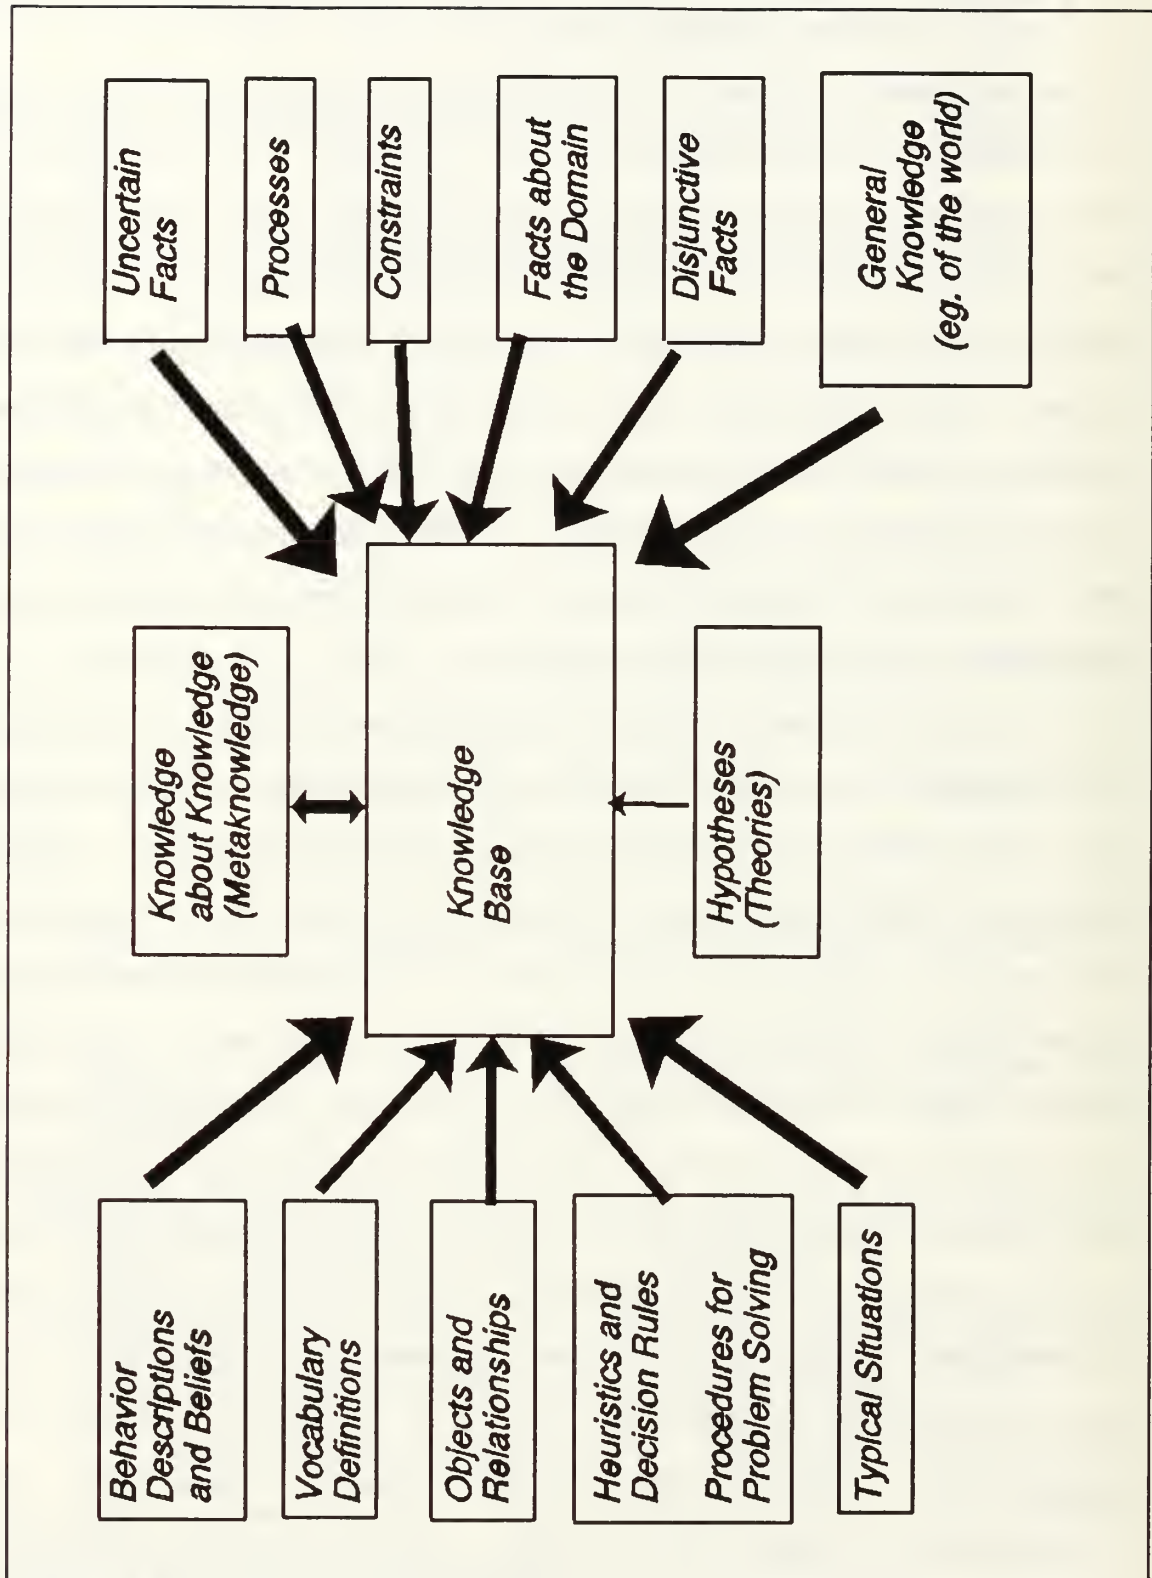 Behavior
Descriptions
and Beliefs
Vocabulary
Definitions
Objects and
Relationships
Heuristics and
Decision Rules
Procedures for
Problem Solving
Typical Situations
Knowledge
about Knowledge
(Metaknowledge)
Knowledge
Base
Hypotheses
(Theories)
Uncertain
Facts
Processes
Constraints
Facts about
the Domain
Disjunctive
Facts
General
Knowledge
(eg. of the world)